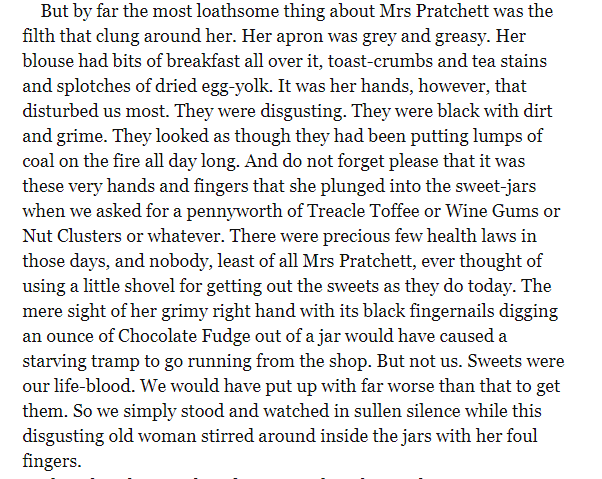 But by far the most loathsome thing about Mrs Pratchett was the
filth that clung around her. Her apron was grey and greasy. Her
blouse had bits of breakfast all over it, toast-crumbs and tea stains
and splotches of dried egg-yolk. It was her hands, however, that
disturbed us most. They were disgusting. They were black with dirt
and grime. They looked as though they had been putting lumps of
coal on the fire all day long. And do not forget please that it was
these very hands and fingers that she plunged into the sweet-jars
when we asked for a pennyworth of Treacle Toffee or Wine Gums or
Nut Clusters or whatever. There were precious few health laws in
those days, and nobody, least of all Mrs Pratchett, ever thought of
using a little shovel for getting out the sweets as they do today. The
mere sight of her grimy right hand with its black fingernails digging
an ounce of Chocolate Fudge out of a jar would have caused a
starving tramp to go running from the shop. But not us. Sweets were
our life-blood. We would have put up with far worse than that to get
them. So we simply stood and watched in sullen silence while this
disgusting old woman stirred around inside the jars with her foul
fingers.